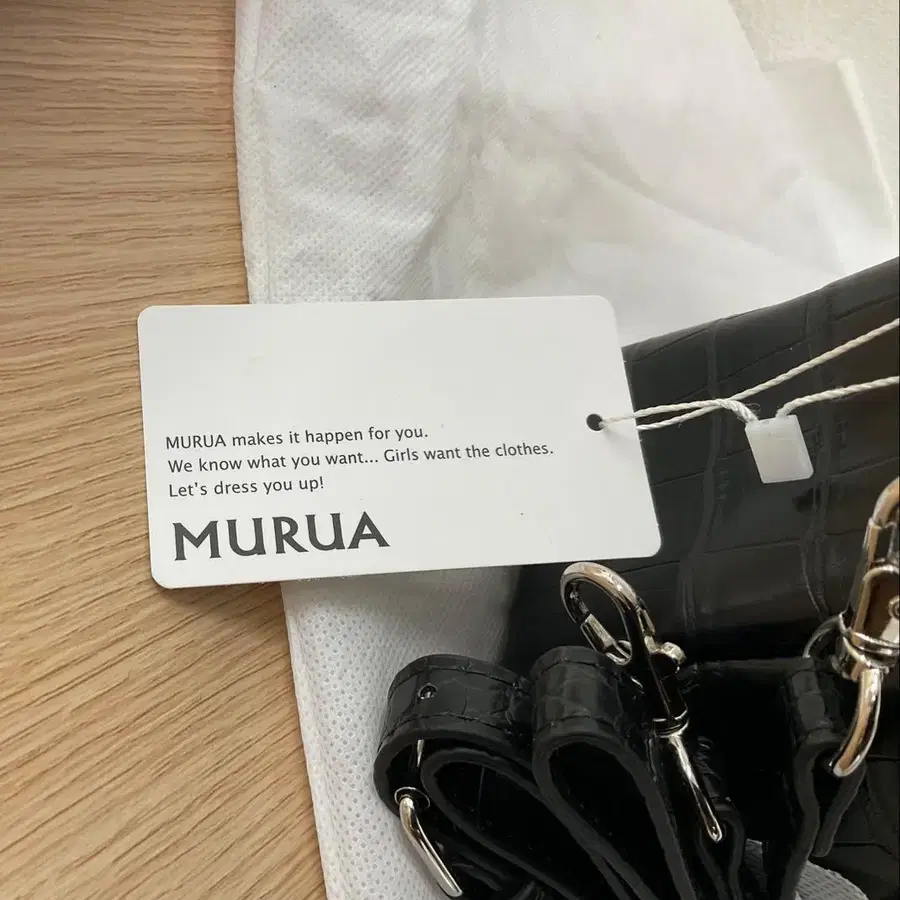 MURUA makes it happen for you.
We know what you want... Girls want the clothes.
Let's dress you up!
MURUA